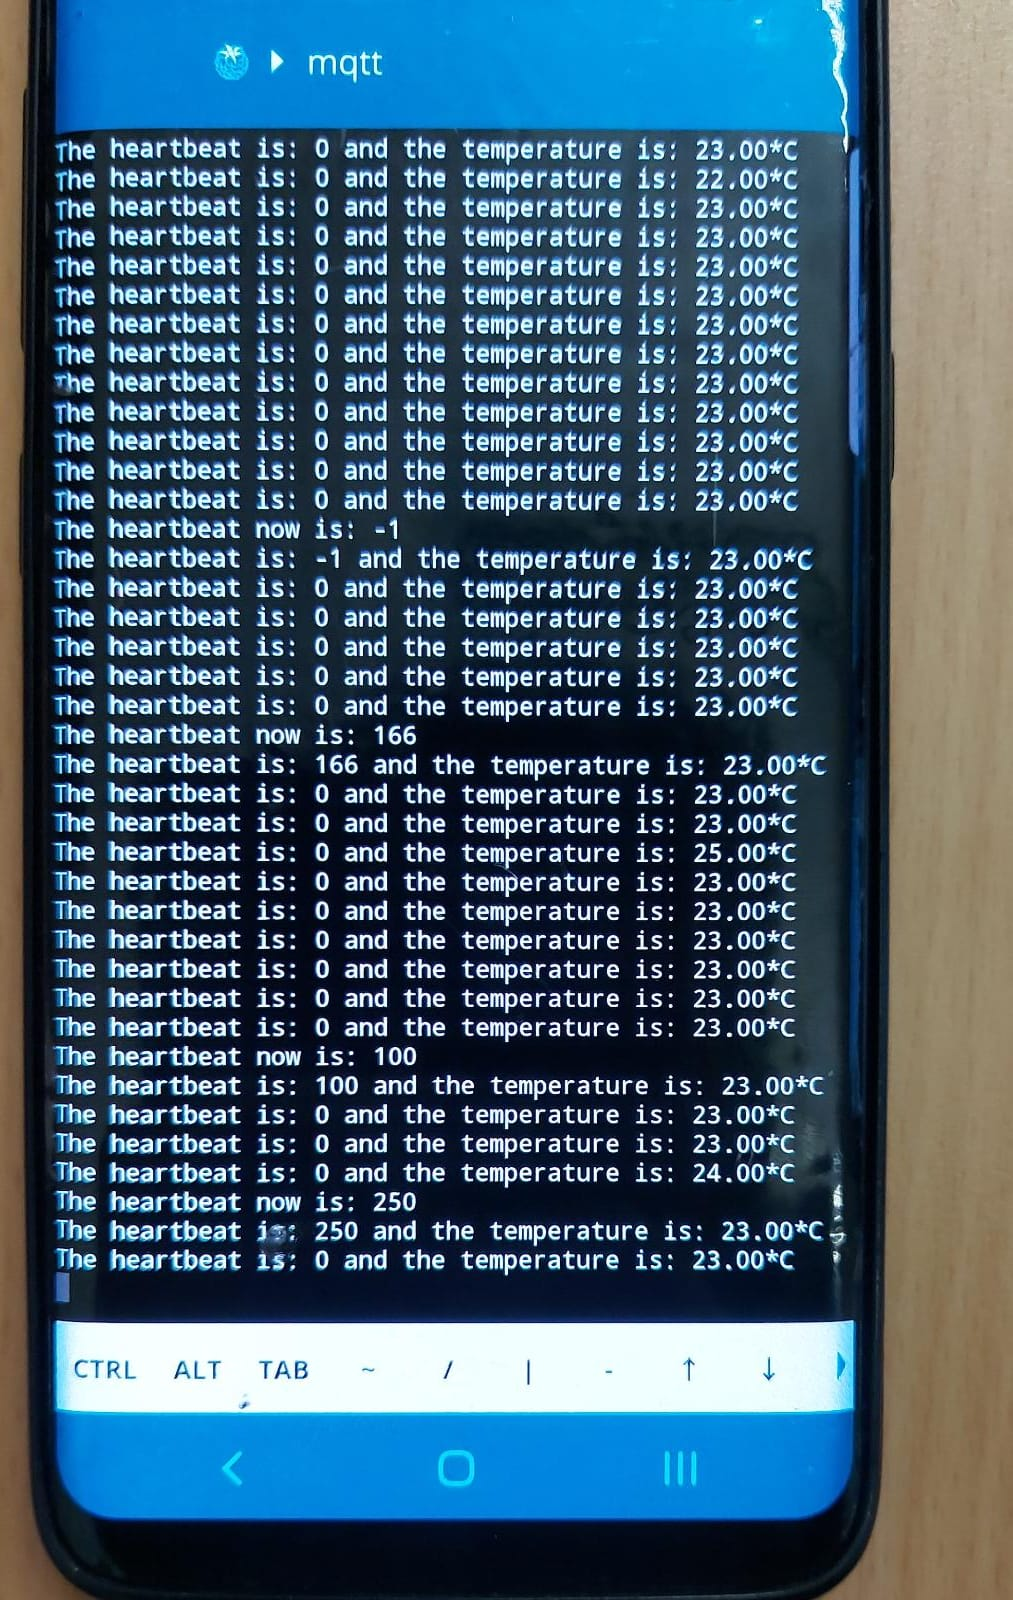 mqtt
The heartbeat is: 0 and the temperature is: 23.00*C
The heartbeat is: 0 and the temperature is: 22.00*C
The heartbeat is: 0 and the temperature is: 23.00*C
The heartbeat is: 0 and the temperature is: 23.00*C
The heartbeat is: 0 and the temperature is: 23.00*C
The heartbeat is: 0 and the temperature is: 23.00*C
The heartbeat is: 0 and the temperature is: 23.00*C
The heartbeat is: 0 and the temperature is: 23.00*C
The heartbeat is: 0 and the temperature is: 23.00*C
The heartbeat is: 0 and the temperature is: 23.00*C
The heartbeat is: 0 and the temperature is: 23.00*C
The heartbeat is: 0 and the temperature is: 23.00*C
The heartbeat is: 0 and the temperature is: 23.00*C
The heartbeat now is: -1
The heartbeat is: -1 and the temperature is: 23.00*C
The heartbeat is: 0 and the temperature is: 23.00*C
The heartbeat is: 0 and the temperature is: 23.00*C
The heartbeat is: 0 and the temperature is: 23.00*C
The heartbeat is: 0 and the temperature is: 23.00*C
The heartbeat is: 0 and the temperature is: 23.00*C
The heartbeat now is: 166
The heartbeat is: 166 and the temperature is: 23.00*C
The heartbeat is: 0 and the temperature is: 23.00*C
The heartbeat is: 0 and the temperature is: 23.00*C
The heartbeat is: 0 and the temperature is: 25.00*C
The heartbeat is: 0 and the temperature is: 23.00*C
The heartbeat is: 0 and the temperature is: 23.00*C
The heartbeat is: 0 and the temperature is: 23.00*C
The heartbeat is: 0 and the temperature is: 23.00*C
The heartbeat is: 0 and the temperature is: 23.00*C
The heartbeat is: 0 and the temperature is: 23.00*C
The heartbeat now is: 100
The heartbeat is: 100 and the temperature is: 23.00*C
The heartbeat is: 0 and the temperature is: 23.00*C
The heartbeat is: 0 and the temperature is: 23.00*C
The heartbeat is: 0 and the temperature is: 24.00*C
The heartbeat now is: 250
The heartbeat is: 250 and the temperature is: 23.00*C
The heartbeat is: 0 and the temperature is: 23.00*C
CTRL ALT TAB ~ / | - ↑ ↓